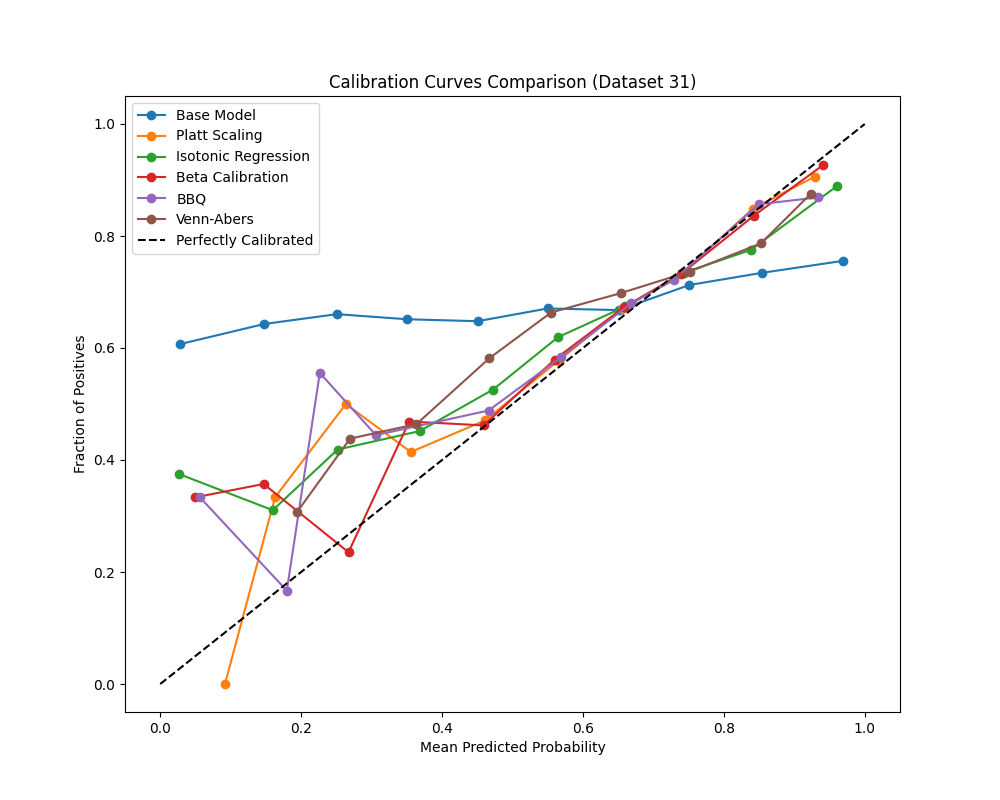 Calibration Curves Comparison (Dataset 31)
Base Model
Platt Scaling
Isotonic Regression
Beta Calibration
BBQ
Venn-Abers
Perfectly Calibrated
Fraction of Positives
1.0
0.8
0.6
0.4
0.2
0.0
0.0 0.2 0.4 0.6 0.8 1.0
Mean Predicted Probability